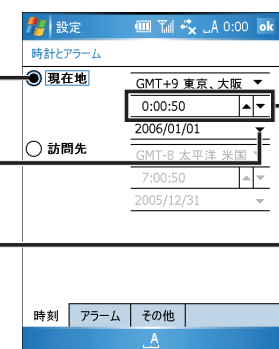 設定 A 0:00 ok
時計とアラーム
現在地 GMT+9 東京、大阪
0:00:50
2006/01/01
訪問先 GMT-8 太平洋 米国
7:00:50
2005/12/31
時刻 アラーム その他
A